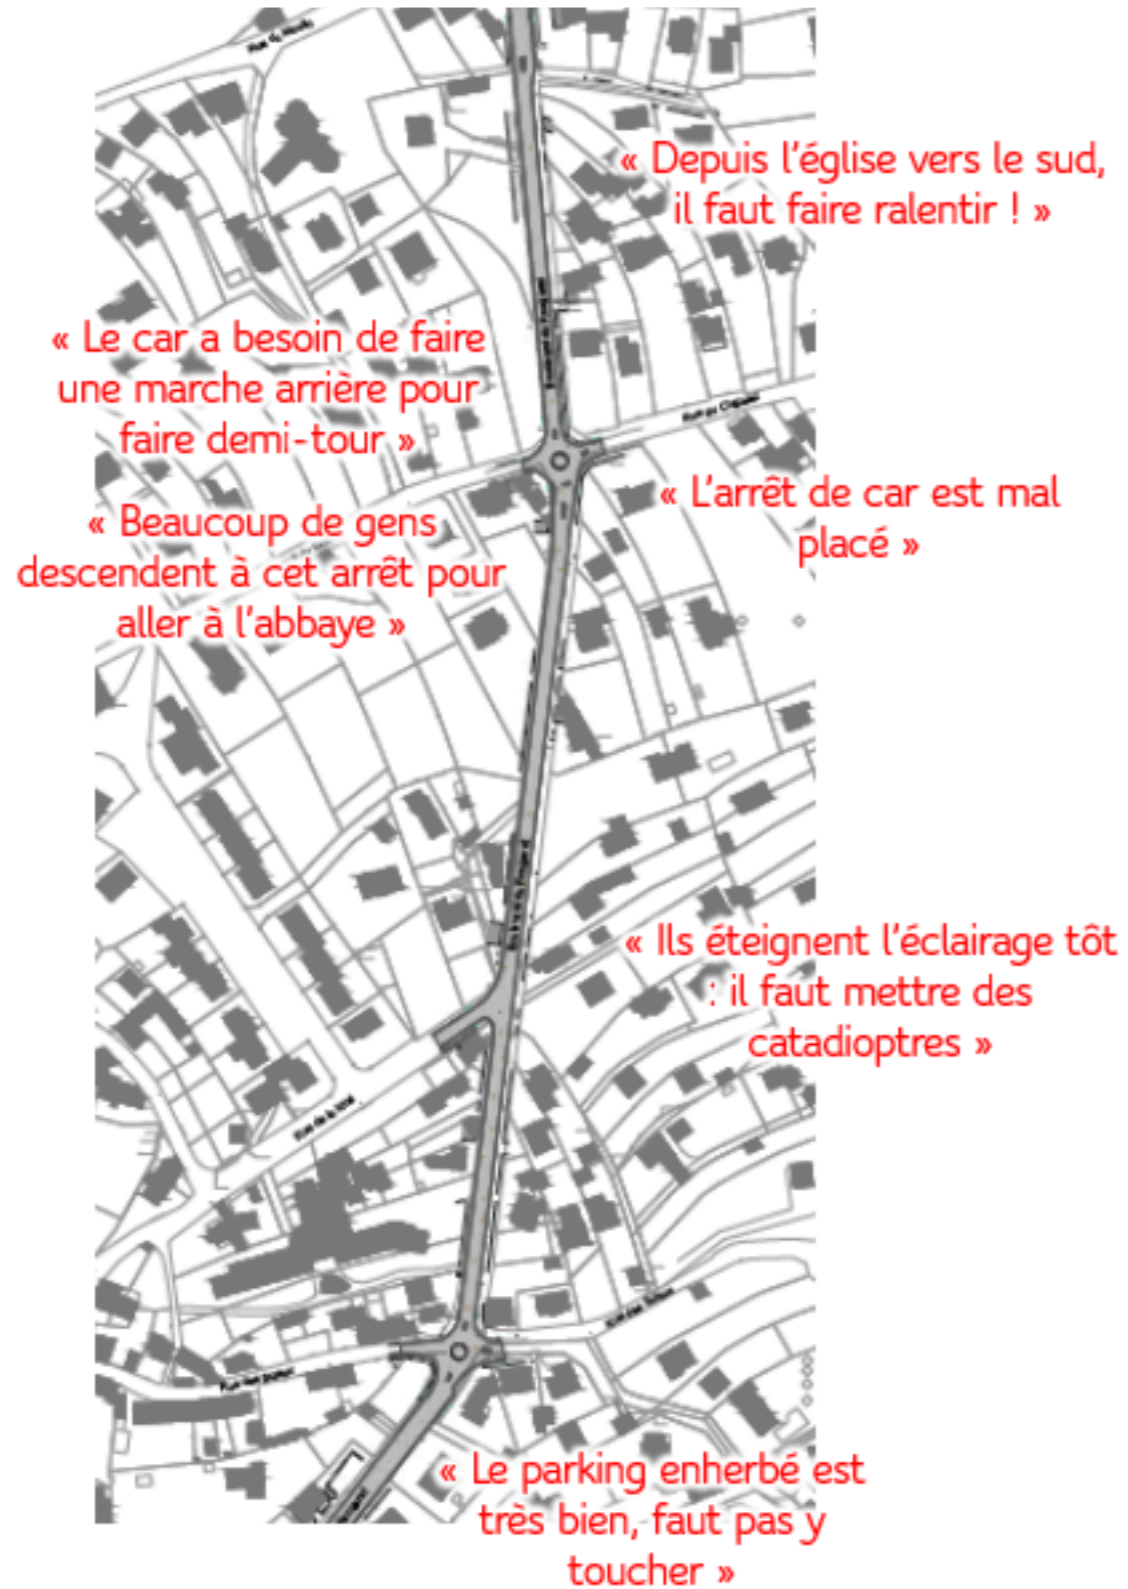 « Depuis l'église vers le sud,
il faut faire ralentir ! »
« Le car a besoin de faire
une marche arrière pour
faire demi-tour »
« L'arrêt de car est mal
placé »
« Beaucoup de gens
descendent à cet arrêt pour
aller à l'abbaye »
« Ils éteignent l'éclairage tôt
: il faut mettre des
catadioptres »
« Le parking enherbé est
très bien, faut pas y
toucher »